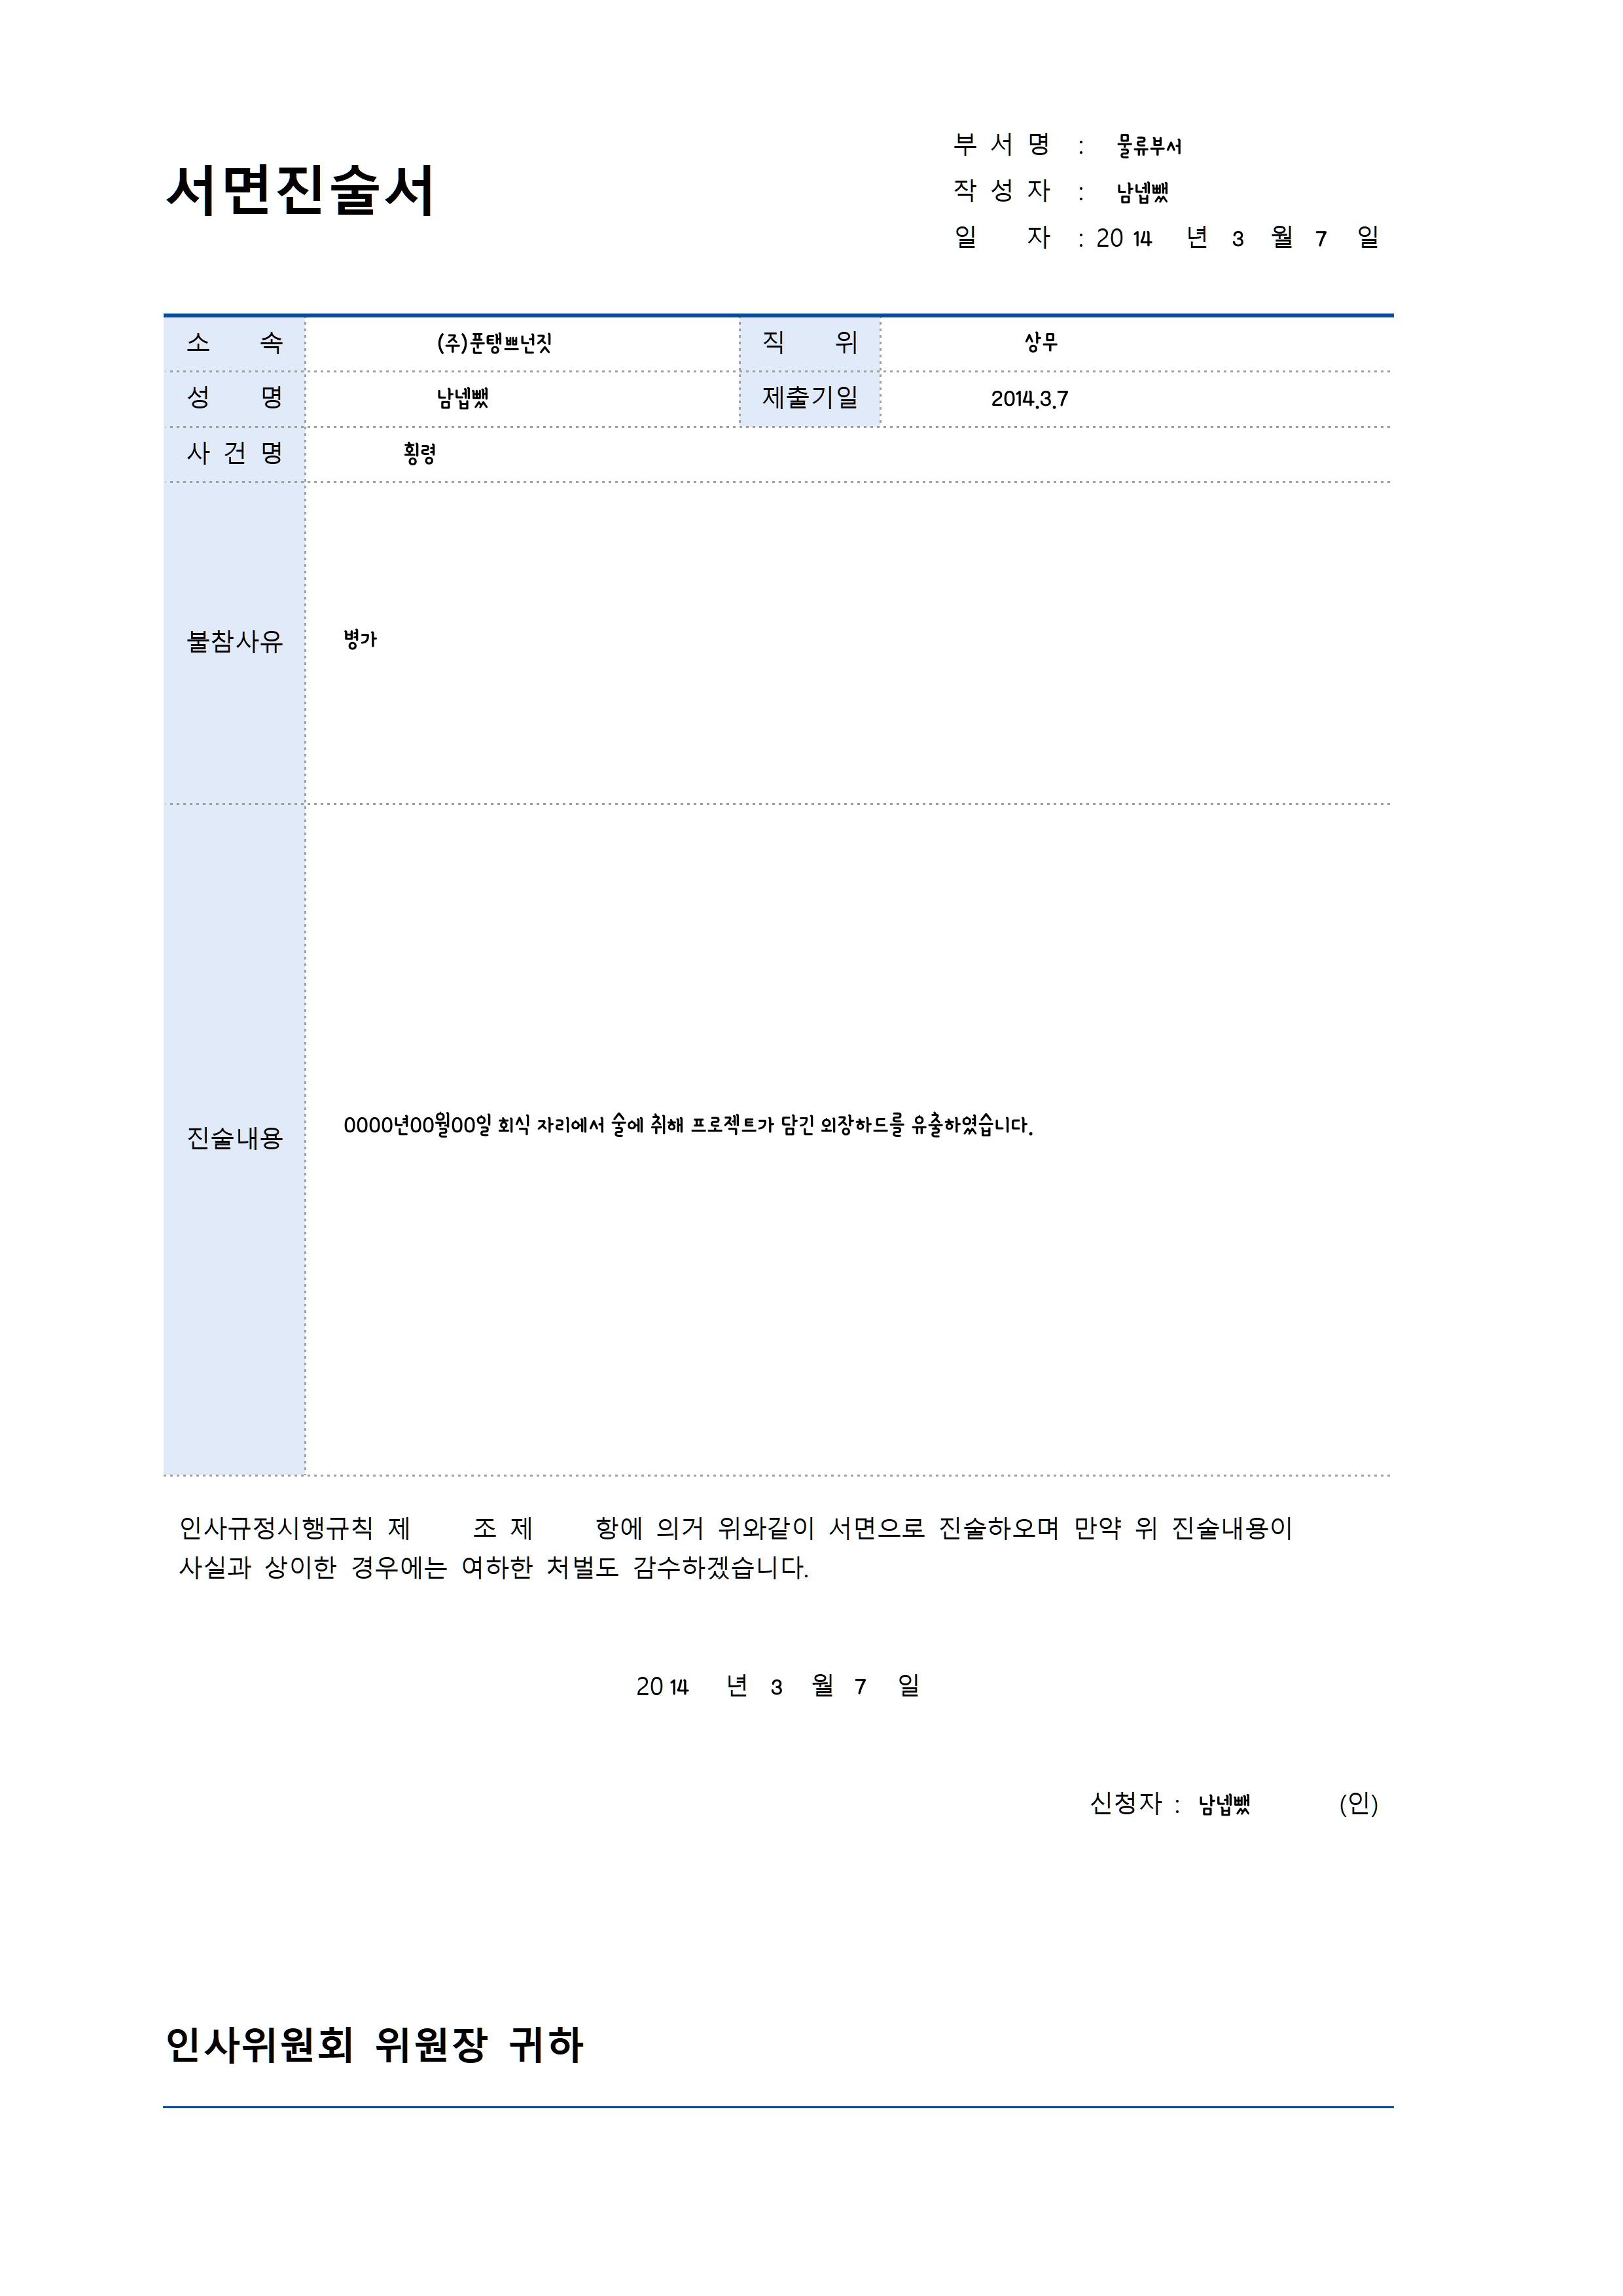 서면진술서
부 서 명 : 물류부서
작 성 자 : 남넵뺐
일 자 : 20 14 년 3 월 7 일
소 속 (주)푼탱쁘넌짓 직 위 상무
성 명 남넵뺐 제출기일 2014.3.7
사 건 명 횡령
불참사유 병가
진술내용 0000년00월00일 회식 자리에서 술에 취해 프로젝트가 담긴 외장하드를 유출하였습니다.
인사규정시행규칙 제 조 제 항에 의거 위와같이 서면으로 진술하오며 만약 위 진술내용이
사실과 상이한 경우에는 여하한 처벌도 감수하겠습니다.
20 14 년 3 월 7 일
신청자 : 남넵뺐 (인)
인사위원회 위원장 귀하